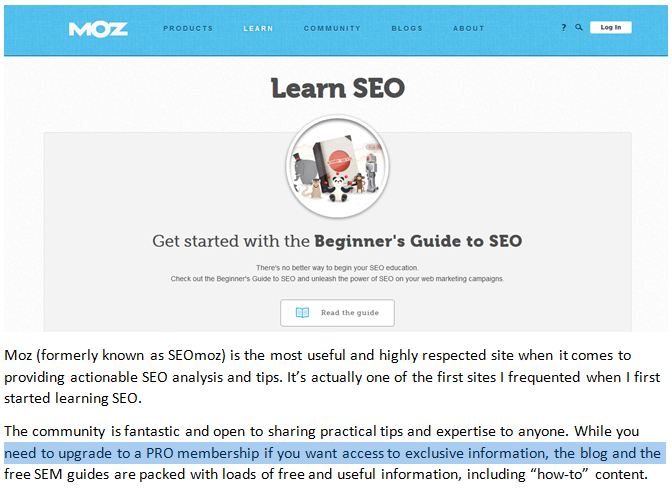 MOZ PRODUCTS LEARN COMMUNITY BLOGS ABOUT ? Log In
Learn SEO
Get started with the Beginner's Guide to SEO
There's no better way to begin your SEO education.
Check out the Beginner's Guide to SEO and unleash the power of SEO on your web marketing campaigns.
Read the guide
Moz (formerly known as SEOmoz) is the most useful and highly respected site when it comes to
providing actionable SEO analysis and tips. It’s actually one of the first sites I frequented when I first
started learning SEO.
The community is fantastic and open to sharing practical tips and expertise to anyone. While you
need to upgrade to a PRO membership if you want access to exclusive information, the blog and the
free SEM guides are packed with loads of free and useful information, including “how-to” content.